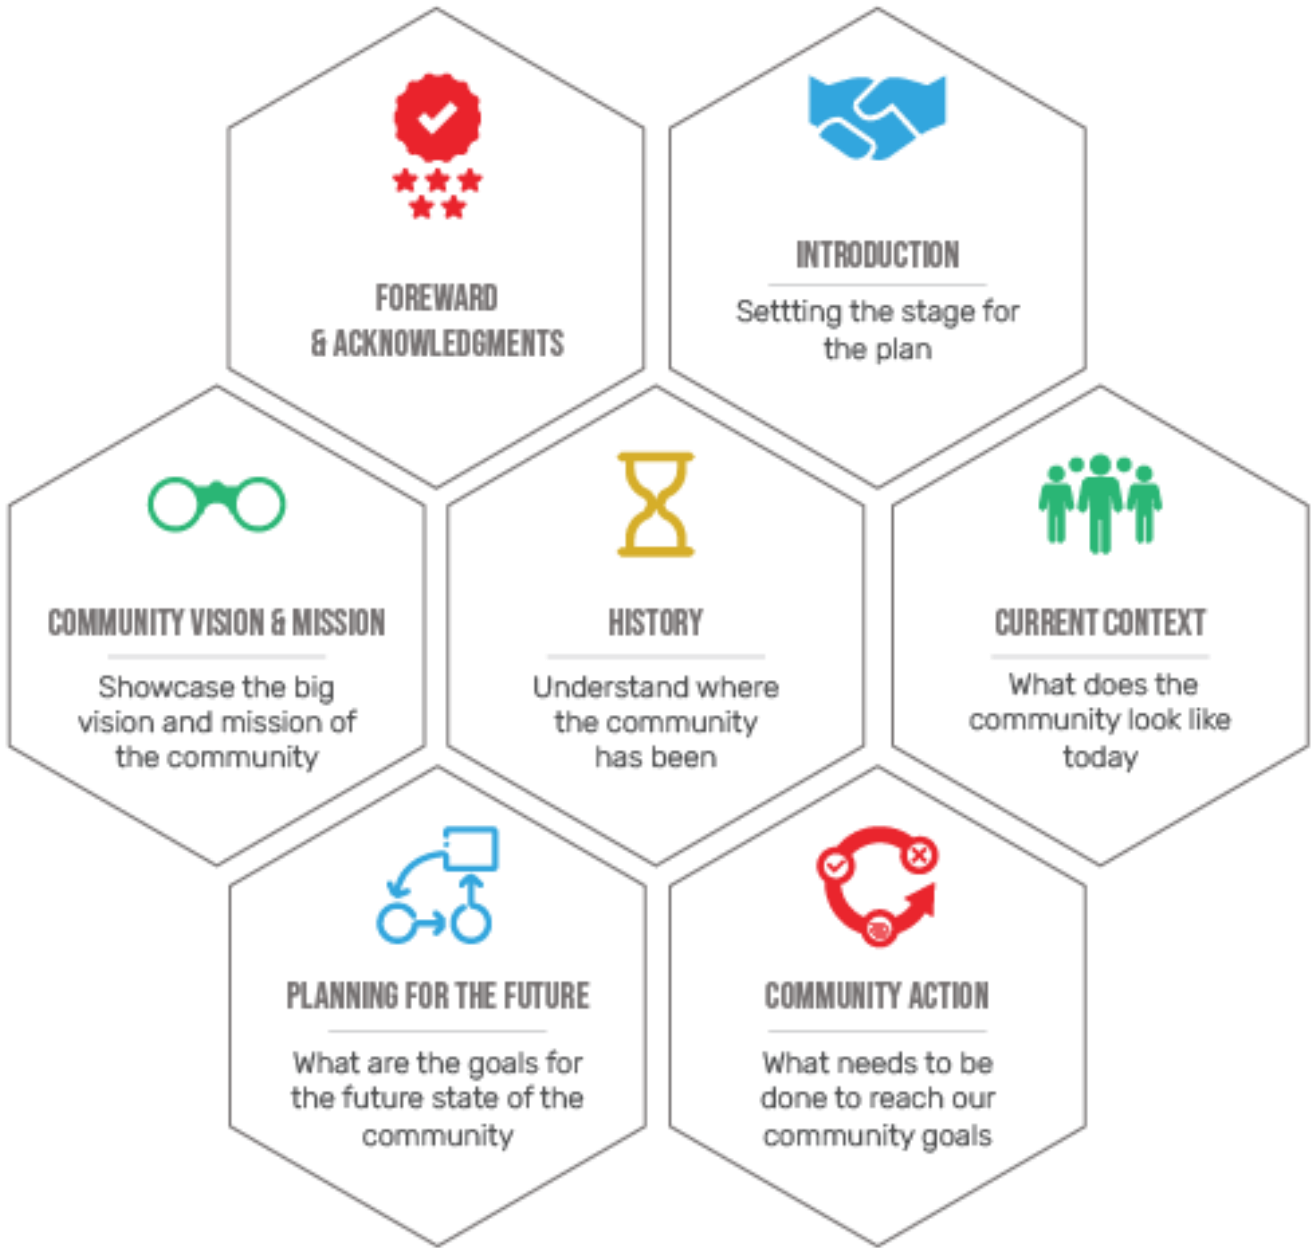 FOREWARD
& ACKNOWLEDGMENTS
INTRODUCTION
Settting the stage for
the plan
COMMUNITY VISION & MISSION
Showcase the big
vision and mission of
the community
HISTORY
Understand where
the community
has been
CURRENT CONTEXT
What does the
community look like
today
PLANNING FOR THE FUTURE
What are the goals for
the future state of the
community
COMMUNITY ACTION
What needs to be
done to reach our
community goals